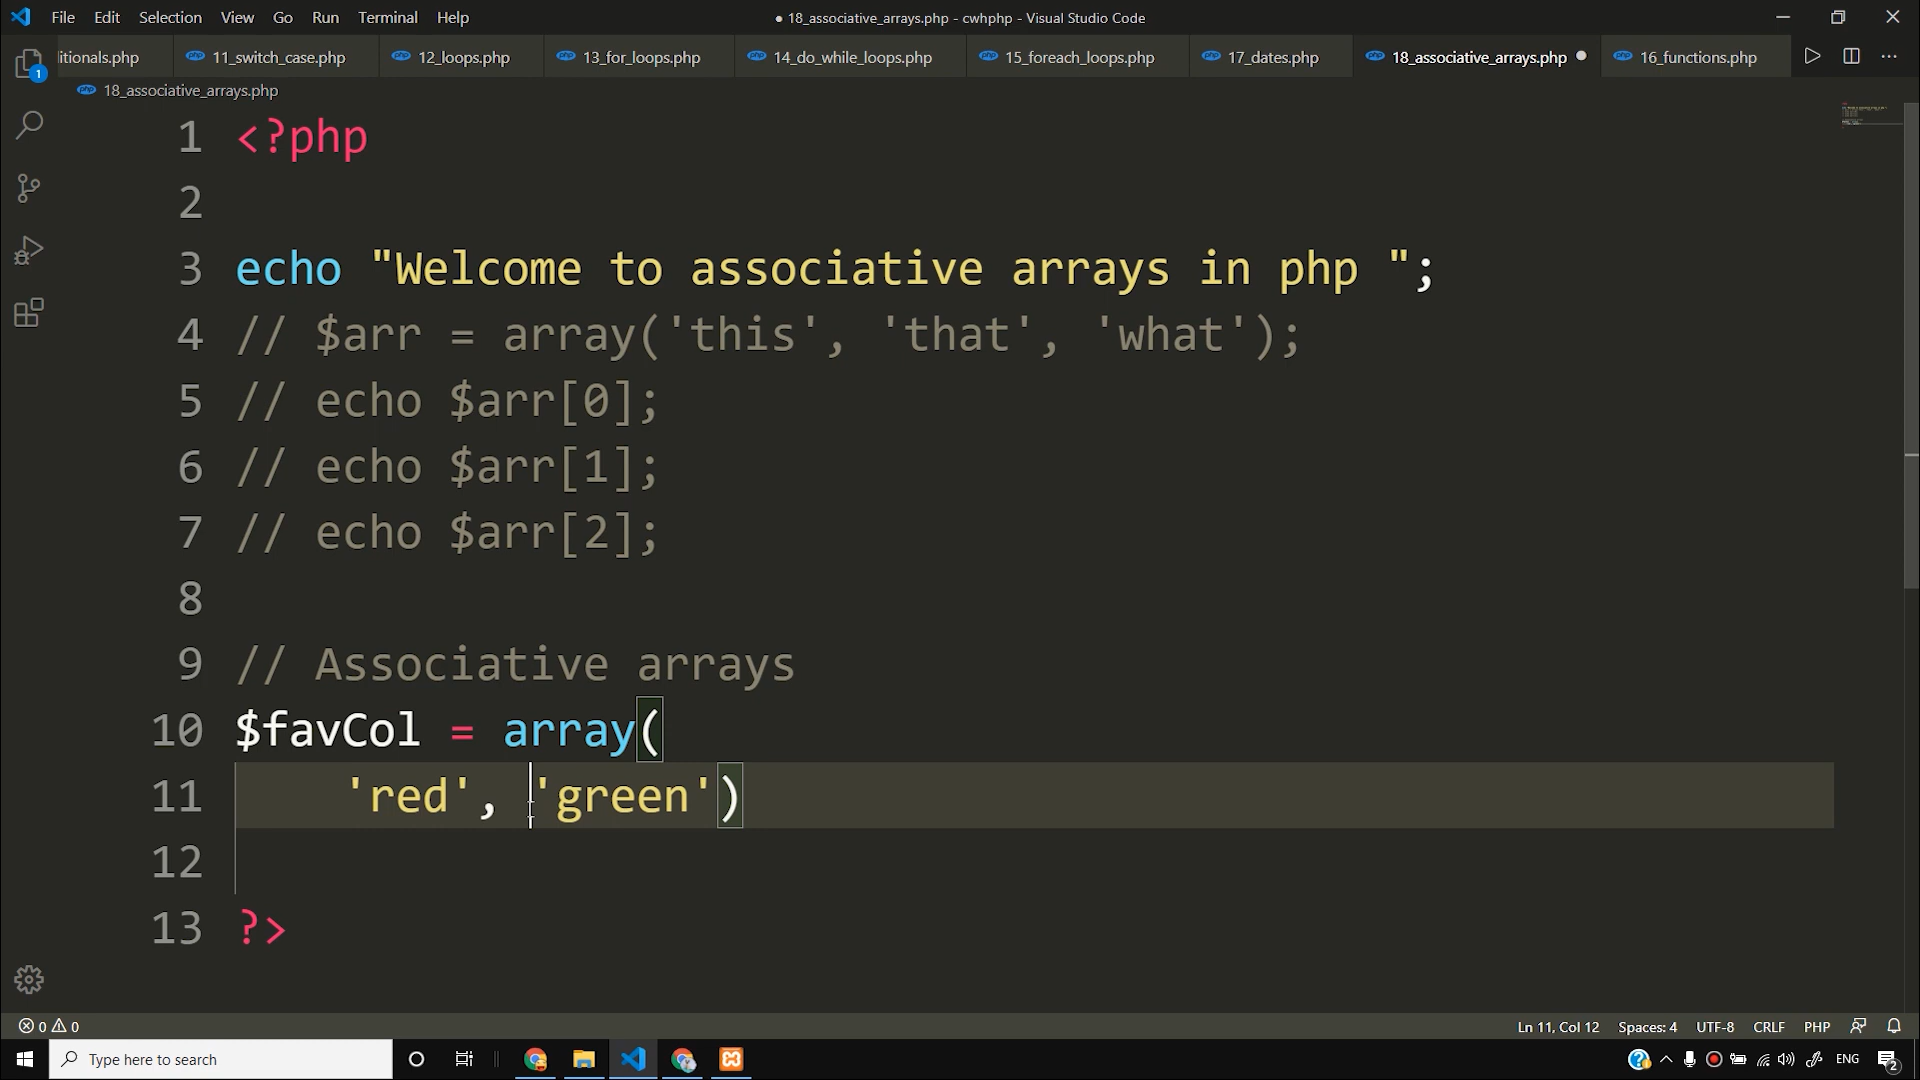 File Edit Selection View Go Run Terminal Help
● 18_associative_arrays.php - cwhphp - Visual Studio Code
itionals.php 11_switch_case.php 12_loops.php 13_for_loops.php 14_do_while_loops.php 15_foreach_loops.php 17_dates.php 18_associative_arrays.php 16_functions.php
18_associative_arrays.php
1 <?php
2
3 echo "Welcome to associative arrays in php ";
4 // $arr = array('this', 'that', 'what');
5 // echo $arr[0];
6 // echo $arr[1];
7 // echo $arr[2];
8
9 // Associative arrays
10 $favCol = array(
11 'red', 'green')
12
13 ?>
1
0 0 Ln 11, Col 12 Spaces: 4 UTF-8 CRLF PHP
Type here to search ENG 2